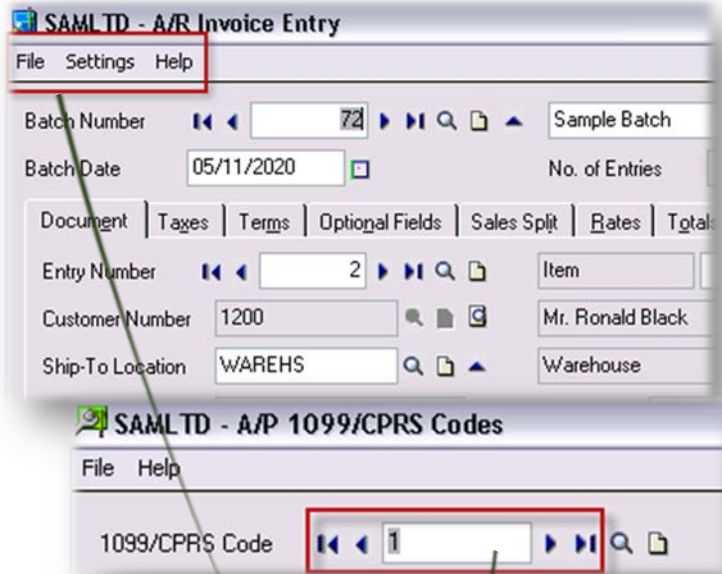 SAMLTD - A/R Invoice Entry
File Settings Help
Batch Number 72 Sample Batch
Batch Date 05/11/2020 No. of Entries
Document Taxes Terms Optional Fields Sales Split Rates Totals
Entry Number 2 Item
Customer Number 1200 Mr. Ronald Black
Ship-To Location WAREHS Warehouse
SAMLTD - A/P 1099/CPRS Codes
File Help
1099/CPRS Code 1